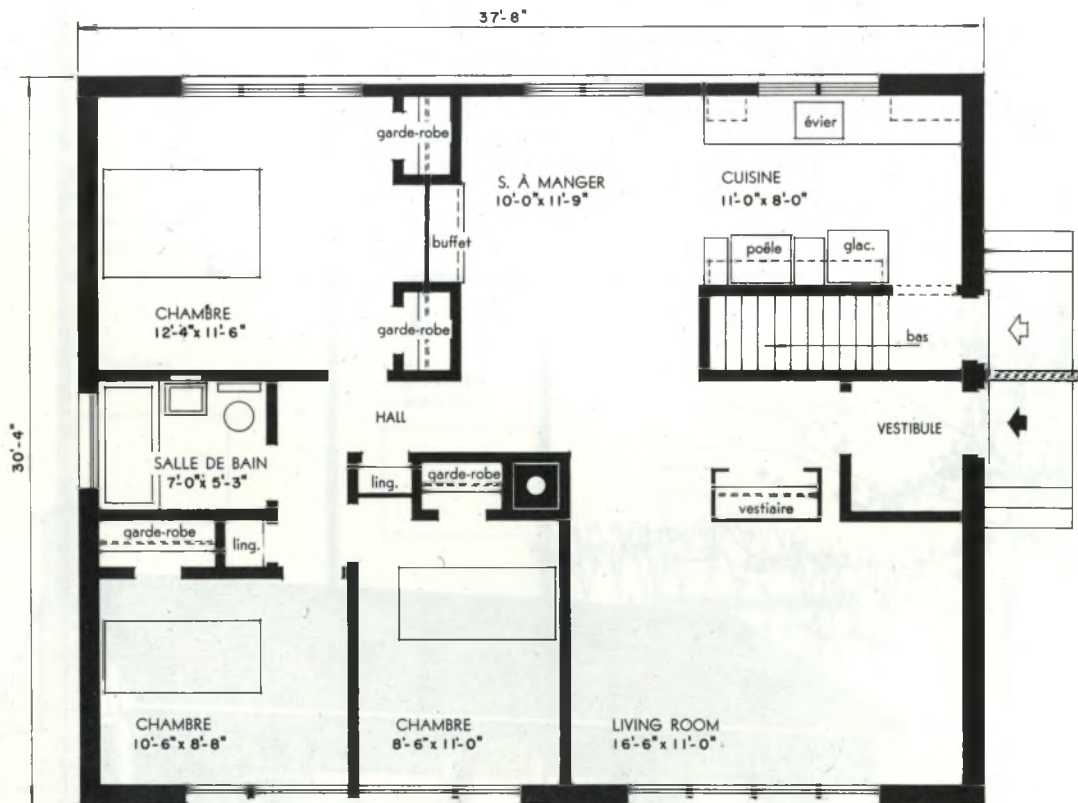 37'-8"
30'-4"
garde-robe
évier
S. À MANGER
10'-0" x 11'-9"
CUISINE
11'-0" x 8'-0"
buffet
poêle
glac.
CHAMBRE
12'-4" x 11'-6"
garde-robe
bas
HALL
VESTIBULE
SALLE DE BAIN
7'-0" x 5'-3"
ling.
garde-robe
vestiaire
garde-robe
ling.
CHAMBRE
10'-6" x 8'-8"
CHAMBRE
8'-6" x 11'-0"
LIVING ROOM
16'-6" x 11'-0"